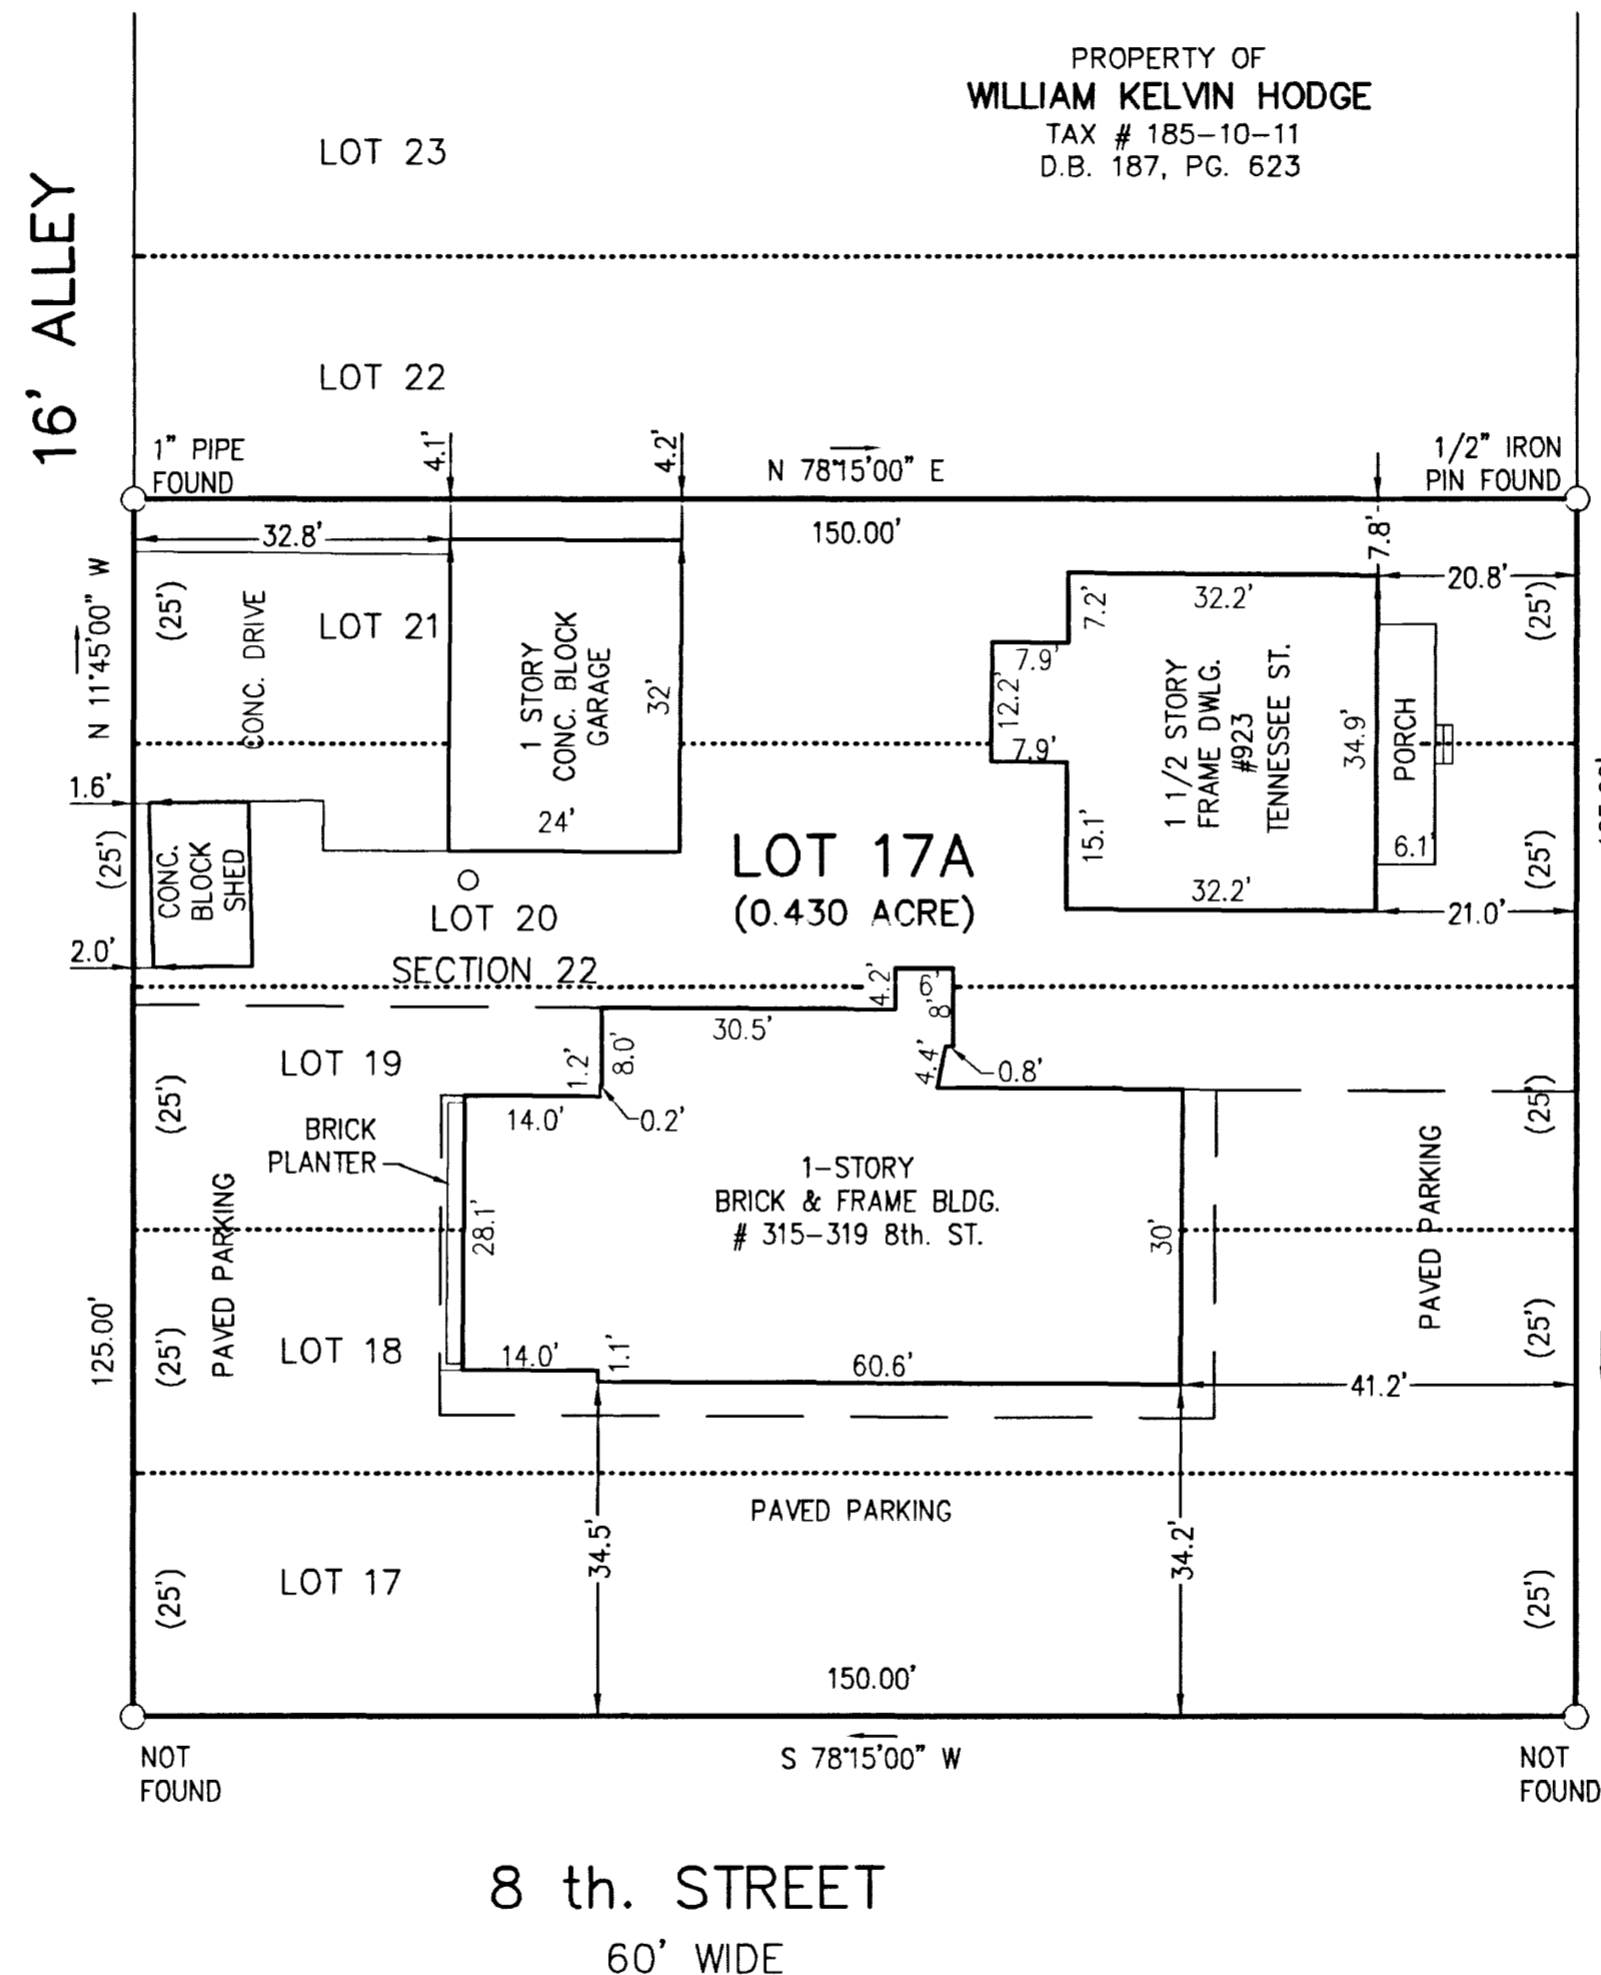 PROPERTY OF
WILLIAM KELVIN HODGE
TAX # 185-10-11
D.B. 187, PG. 623
LOT 23
16' ALLEY
LOT 22
1" PIPE
FOUND
4.1'
4.2'
N 78°15'00" E
1/2" IRON
PIN FOUND
32.8'
150.00'
7.8'
20.8'
N 11°45'00" W
(25')
CONC. DRIVE
LOT 21
1 STORY
CONC. BLOCK
GARAGE
32'
24'
7.2'
32.2'
7.9'
12.2'
7.9'
15.1'
1 1/2 STORY
FRAME DWLG.
#923
TENNESSEE ST.
34.9'
PORCH
6.1'
32.2'
(25')
1.6'
(25')
CONC.
BLOCK
SHED
2.0'
LOT 17A
(0.430 ACRE)
(25')
21.0'
LOT 20
SECTION 22
4.2'
6'
8'
30.5'
4.4'
0.8'
LOT 19
1.2'
8.0'
(25')
14.0'
0.2'
BRICK
PLANTER
1-STORY
BRICK & FRAME BLDG.
# 315-319 8th. ST.
28.1'
30'
PAVED PARKING
PAVED PARKING
(25')
125.00'
(25')
LOT 18
14.0'
1.1'
60.6'
41.2'
(25')
PAVED PARKING
34.5'
34.2'
LOT 17
(25')
(25')
150.00'
S 78°15'00" W
NOT
FOUND
NOT
FOUND
8 th. STREET
60' WIDE